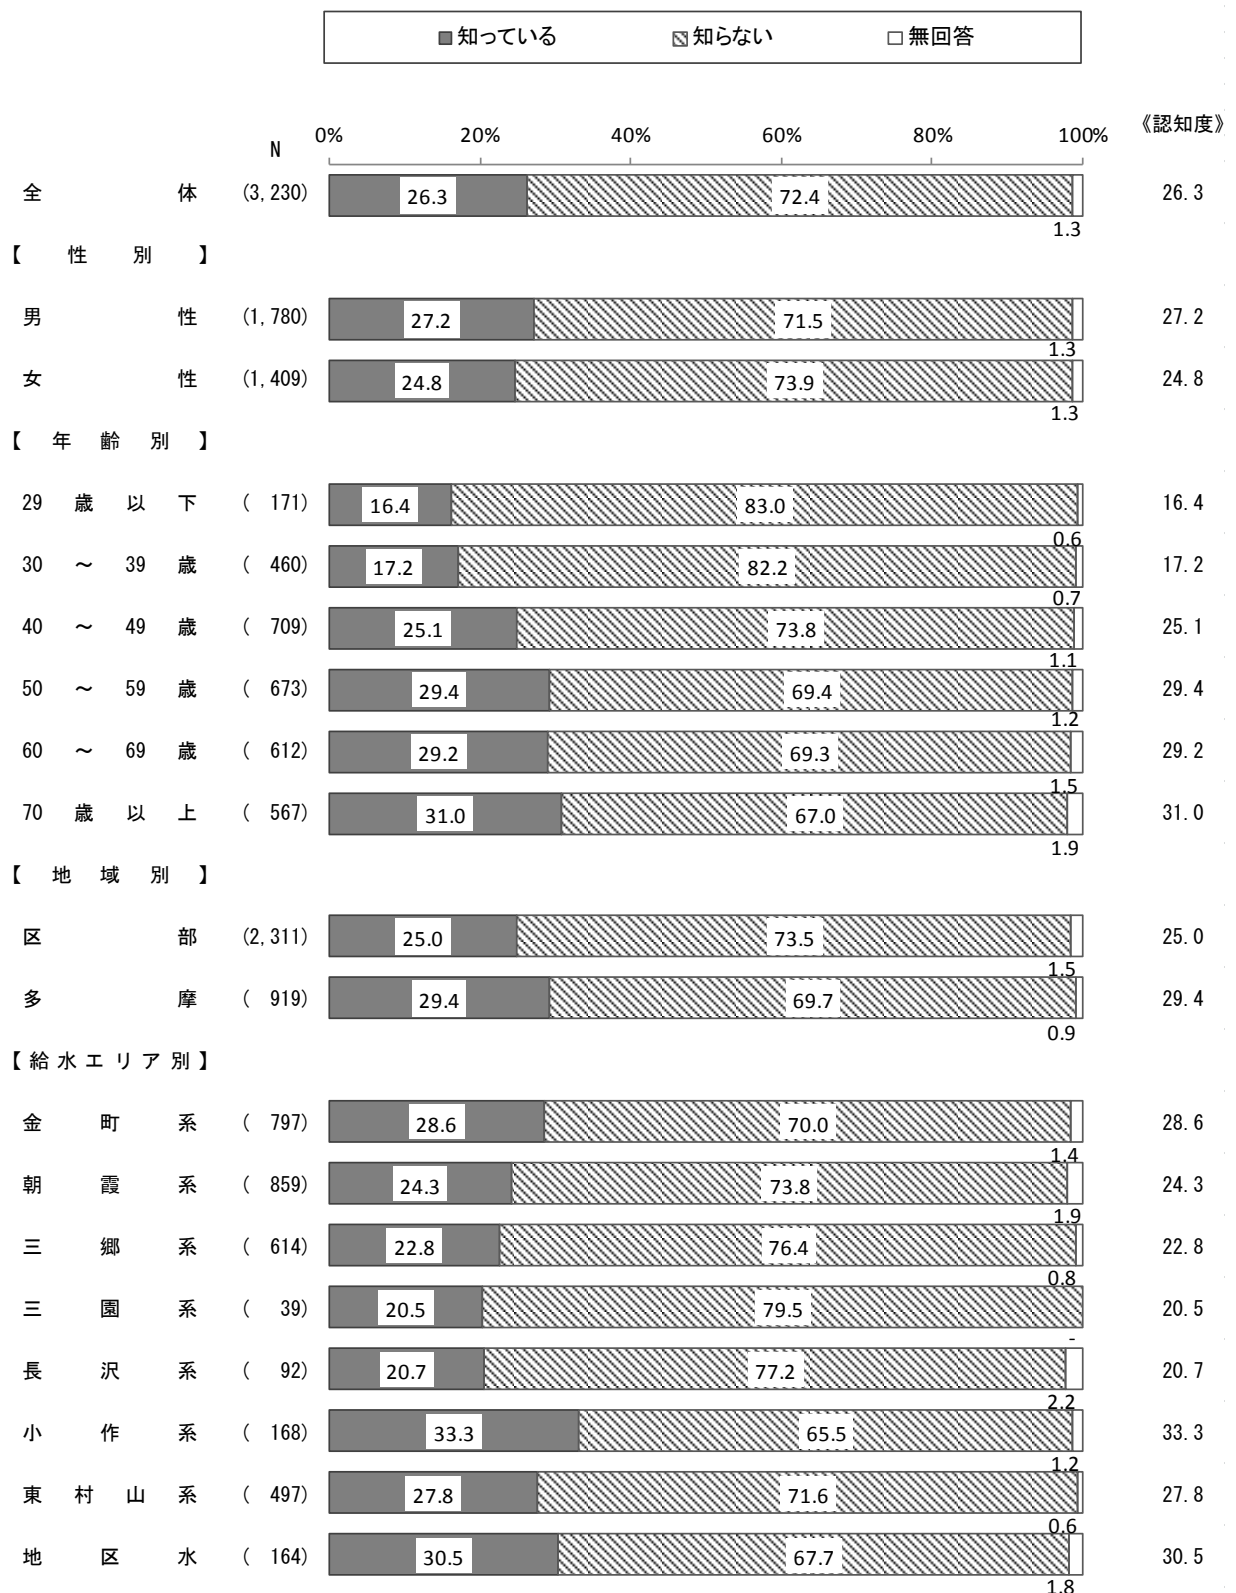 知っている 知らない 無回答
0% 20% 40% 60% 80% 100% 《認知度》
N
全体 (3,230) 26.3 72.4 26.3
1.3
【性別】
男性 (1,780) 27.2 71.5 27.2
1.3
女性 (1,409) 24.8 73.9 24.8
1.3
【年齢別】
29歳以下 (171) 16.4 83.0 16.4
0.6
30～39歳 (460) 17.2 82.2 17.2
0.7
40～49歳 (709) 25.1 73.8 25.1
1.1
50～59歳 (673) 29.4 69.4 29.4
1.2
60～69歳 (612) 29.2 69.3 29.2
1.5
70歳以上 (567) 31.0 67.0 31.0
1.9
【地域別】
区部 (2,311) 25.0 73.5 25.0
1.5
多摩 (919) 29.4 69.7 29.4
0.9
【給水エリア別】
金町系 (797) 28.6 70.0 28.6
1.4
朝霞系 (859) 24.3 73.8 24.3
1.9
三郷系 (614) 22.8 76.4 22.8
0.8
三園系 (39) 20.5 79.5 20.5
-
長沢系 (92) 20.7 77.2 20.7
2.2
小作系 (168) 33.3 65.5 33.3
1.2
東村山系 (497) 27.8 71.6 27.8
0.6
地区水 (164) 30.5 67.7 30.5
1.8